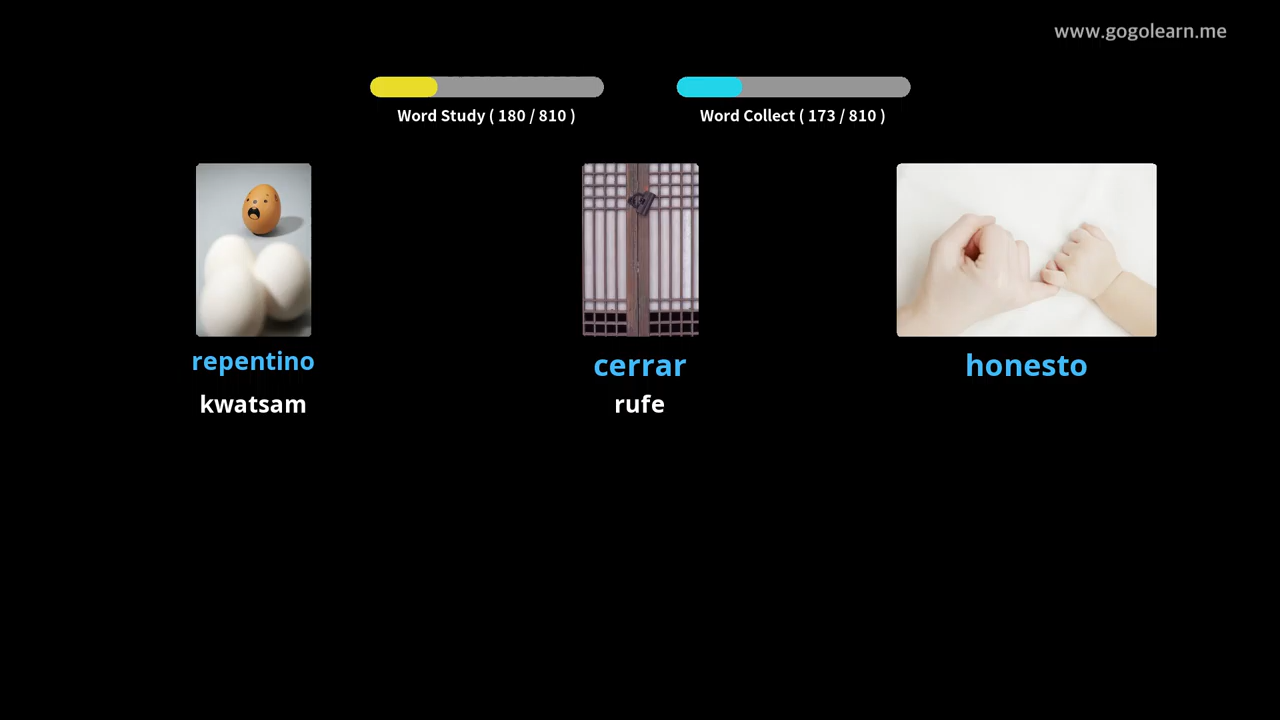 www.gogolearn.me
Word Study ( 180 / 810 )
Word Collect ( 173 / 810 )
repentino
kwatsam
cerrar
rufe
honesto